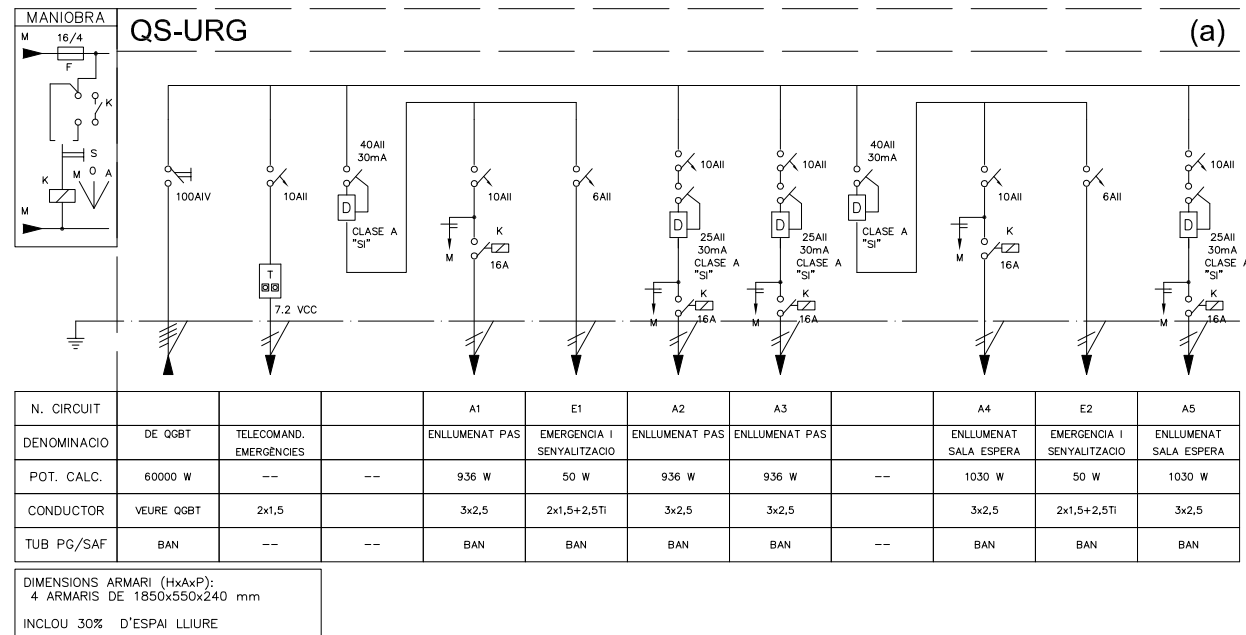 MANIOBRA
M
16/4
F
K
S
M O A
K
M
QS-URG
(a)
100AIV
10AII
T
7.2 VCC
40AII
30mA
D
CLASE A
"SI"
10AII
K
M
16A
6AII
10AII
D
25AII
30mA
CLASE A
"SI"
K
M
16A
10AII
D
25AII
30mA
CLASE A
"SI"
K
M
16A
40AII
30mA
D
CLASE A
"SI"
10AII
K
M
16A
6AII
10AII
D
25AII
30mA
CLASE A
"SI"
K
M
16A
N. CIRCUIT A1 E1 A2 A3 A4 E2 A5
DENOMINACIO DE QGBT TELECOMAND. EMERGÈNCIES ENLLUMENAT PAS EMERGENCIA I SENYALITZACIO ENLLUMENAT PAS ENLLUMENAT PAS ENLLUMENAT SALA ESPERA EMERGENCIA I SENYALITZACIO ENLLUMENAT SALA ESPERA
POT. CALC. 60000 W -- -- 936 W 50 W 936 W 936 W -- 1030 W 50 W 1030 W
CONDUCTOR VEURE QGBT 2x1,5 3x2,5 2x1,5+2,5Ti 3x2,5 3x2,5 3x2,5 2x1,5+2,5Ti 3x2,5
TUB PG/SAF BAN -- -- BAN BAN BAN BAN -- BAN BAN BAN
DIMENSIONS ARMARI (HxAxP):
4 ARMARIS DE 1850x550x240 mm
INCLOU 30% D'ESPAI LLIURE